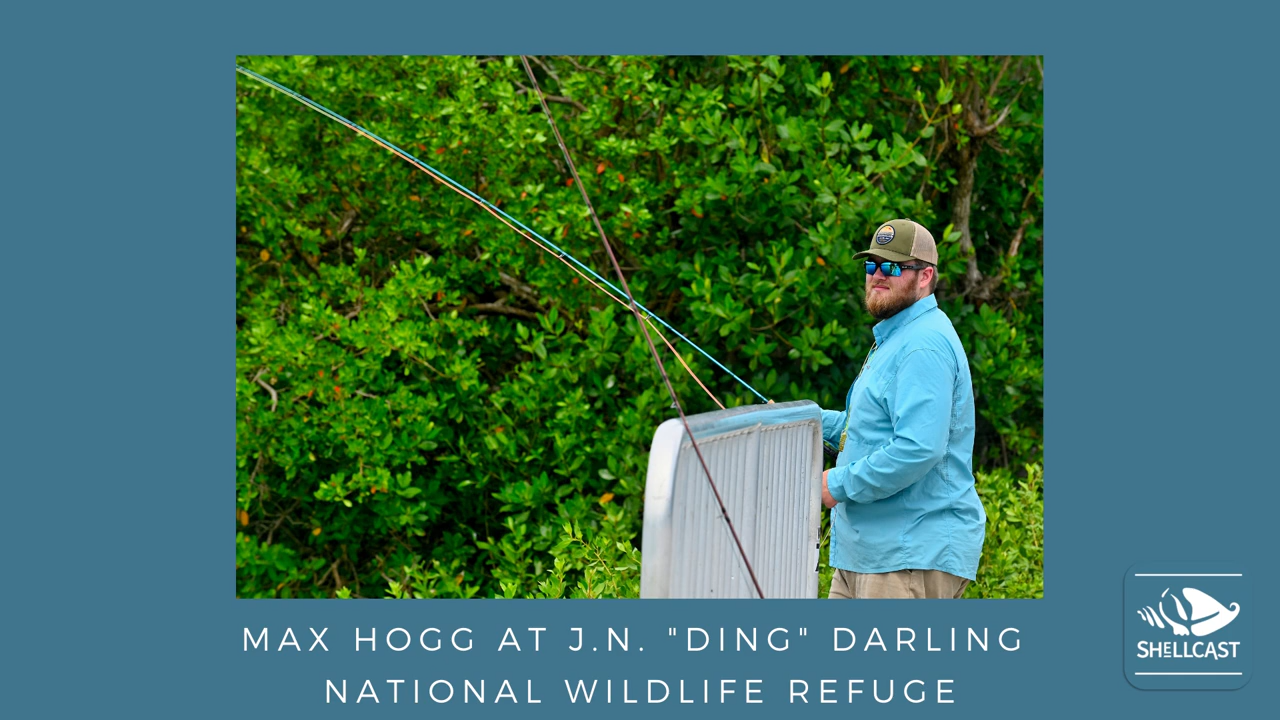 MAX HOGG AT J.N. "DING" DARLING
NATIONAL WILDLIFE REFUGE
SHELLCAST